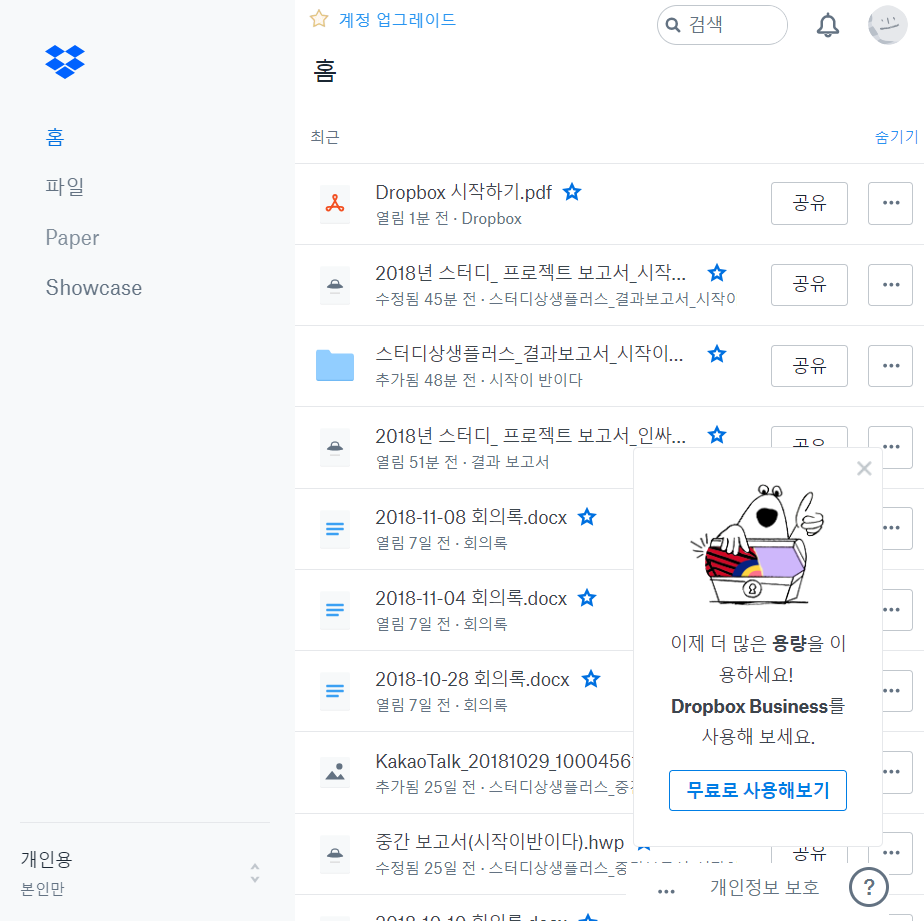 계정 업그레이드
검색
홈
홈
파일
Paper
Showcase
최근
숨기기
Dropbox 시작하기.pdf
열림 1분 전 · Dropbox
공유
2018년 스터디_ 프로젝트 보고서_시작...
수정됨 45분 전 · 스터디상생플러스_결과보고서_시작이
공유
스터디상생플러스_결과보고서_시작이...
추가됨 48분 전 · 시작이 반이다
공유
2018년 스터디_ 프로젝트 보고서_인싸...
열림 51분 전 · 결과 보고서
공유
2018-11-08 회의록.docx
열림 7일 전 · 회의록
2018-11-04 회의록.docx
열림 7일 전 · 회의록
2018-10-28 회의록.docx
열림 7일 전 · 회의록
KakaoTalk_20181029_1000456
추가됨 25일 전 · 스터디상생플러스_중
중간 보고서(시작이반이다).hwp
수정됨 25일 전 · 스터디상생플러스_중
공유
2018-10-10 회의록.docx
이제 더 많은 용량을 이
용하세요!
Dropbox Business를
사용해 보세요.
무료로 사용해보기
개인용
본인만
개인정보 보호
?